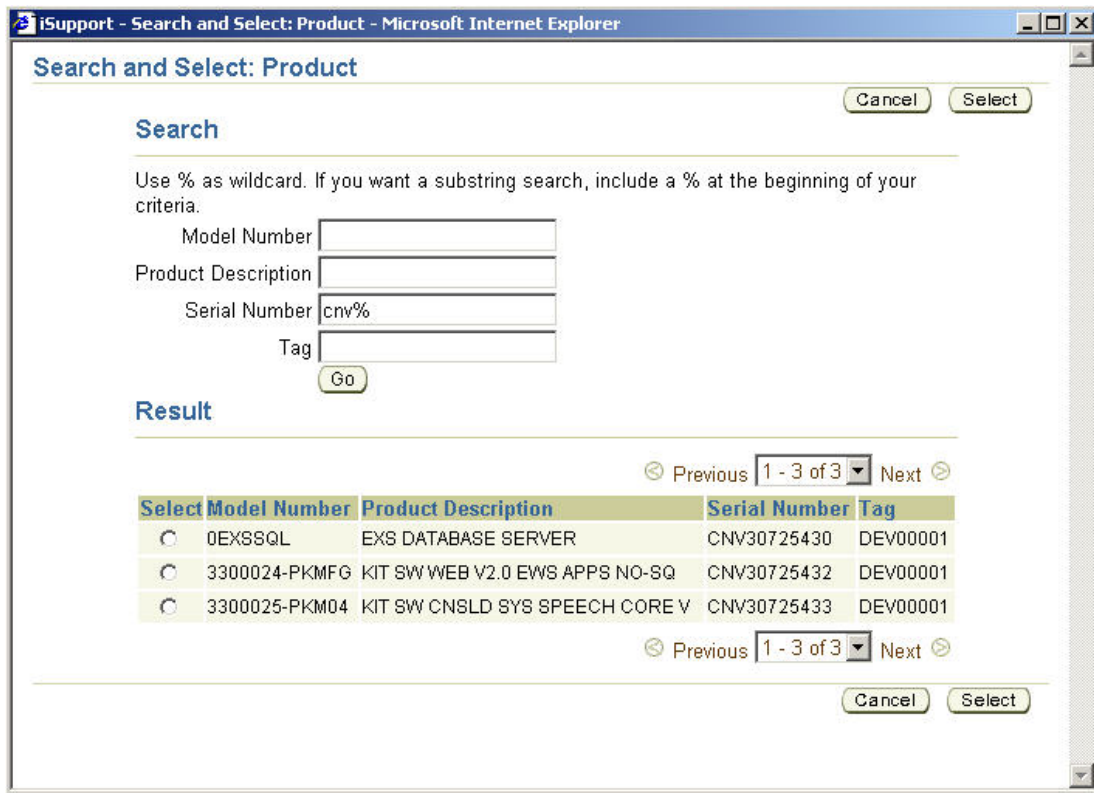 iSupport - Search and Select: Product - Microsoft Internet Explorer
Search and Select: Product
Cancel Select
Search
Use % as wildcard. If you want a substring search, include a % at the beginning of your
criteria.
Model Number
Product Description
Serial Number cnv%
Tag
Go
Result
Previous 1 - 3 of 3 Next
Select Model Number Product Description Serial Number Tag
0EXSSQL EXS DATABASE SERVER CNV30725430 DEV00001
3300024-PKMFG KIT SW WEB V2.0 EWS APPS NO-SQ CNV30725432 DEV00001
3300025-PKM04 KIT SW CNSLD SYS SPEECH CORE V CNV30725433 DEV00001
Previous 1 - 3 of 3 Next
Cancel Select